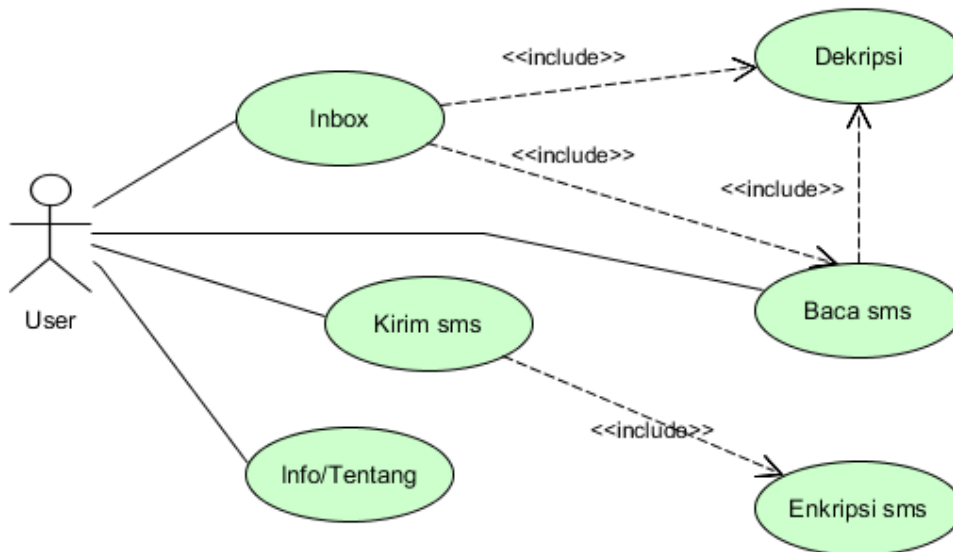 <<include>>
Dekripsi
Inbox
<<include>>
<<include>>
User
Kirim sms
Baca sms
<<include>>
Info/Tentang
Enkripsi sms